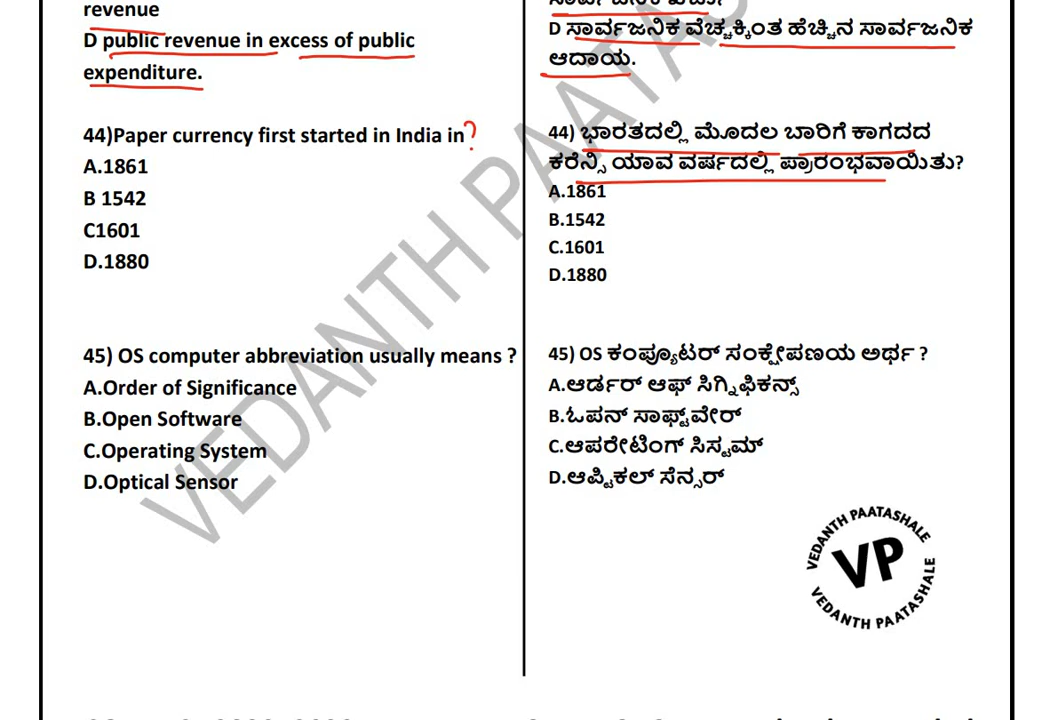 revenue
D public revenue in excess of public
expenditure.
44)Paper currency first started in India in?
A.1861
B 1542
C1601
D.1880
45) OS computer abbreviation usually means ?
A.Order of Significance
B.Open Software
C.Operating System
D.Optical Sensor
D ಸಾರ್ವಜನಿಕ ವೆಚ್ಚಕ್ಕಿಂತ ಹೆಚ್ಚಿನ ಸಾರ್ವಜನಿಕ
ಆದಾಯ.
44) ಭಾರತದಲ್ಲಿ ಮೊದಲ ಬಾರಿಗೆ ಕಾಗದದ
ಕರೆನ್ಸಿ ಯಾವ ವರ್ಷದಲ್ಲಿ ಪ್ರಾರಂಭವಾಯಿತು?
A.1861
B.1542
C.1601
D.1880
45) OS ಕಂಪ್ಯೂಟರ್ ಸಂಕ್ಷೇಪಣಯ ಅರ್ಥ ?
A.ಆರ್ಡರ್ ಆಫ್ ಸಿಗ್ನಿಫಿಕನ್ಸ್
B.ಓಪನ್ ಸಾಫ್ಟ್‌ವೇರ್
C.ಆಪರೇಟಿಂಗ್ ಸಿಸ್ಟಮ್
D.ಆಪ್ಟಿಕಲ್ ಸೆನ್ಸರ್
VEDANTH PAATAS
VEDANTH PAATASHALE
VP
VEDANTH PAATASHALE